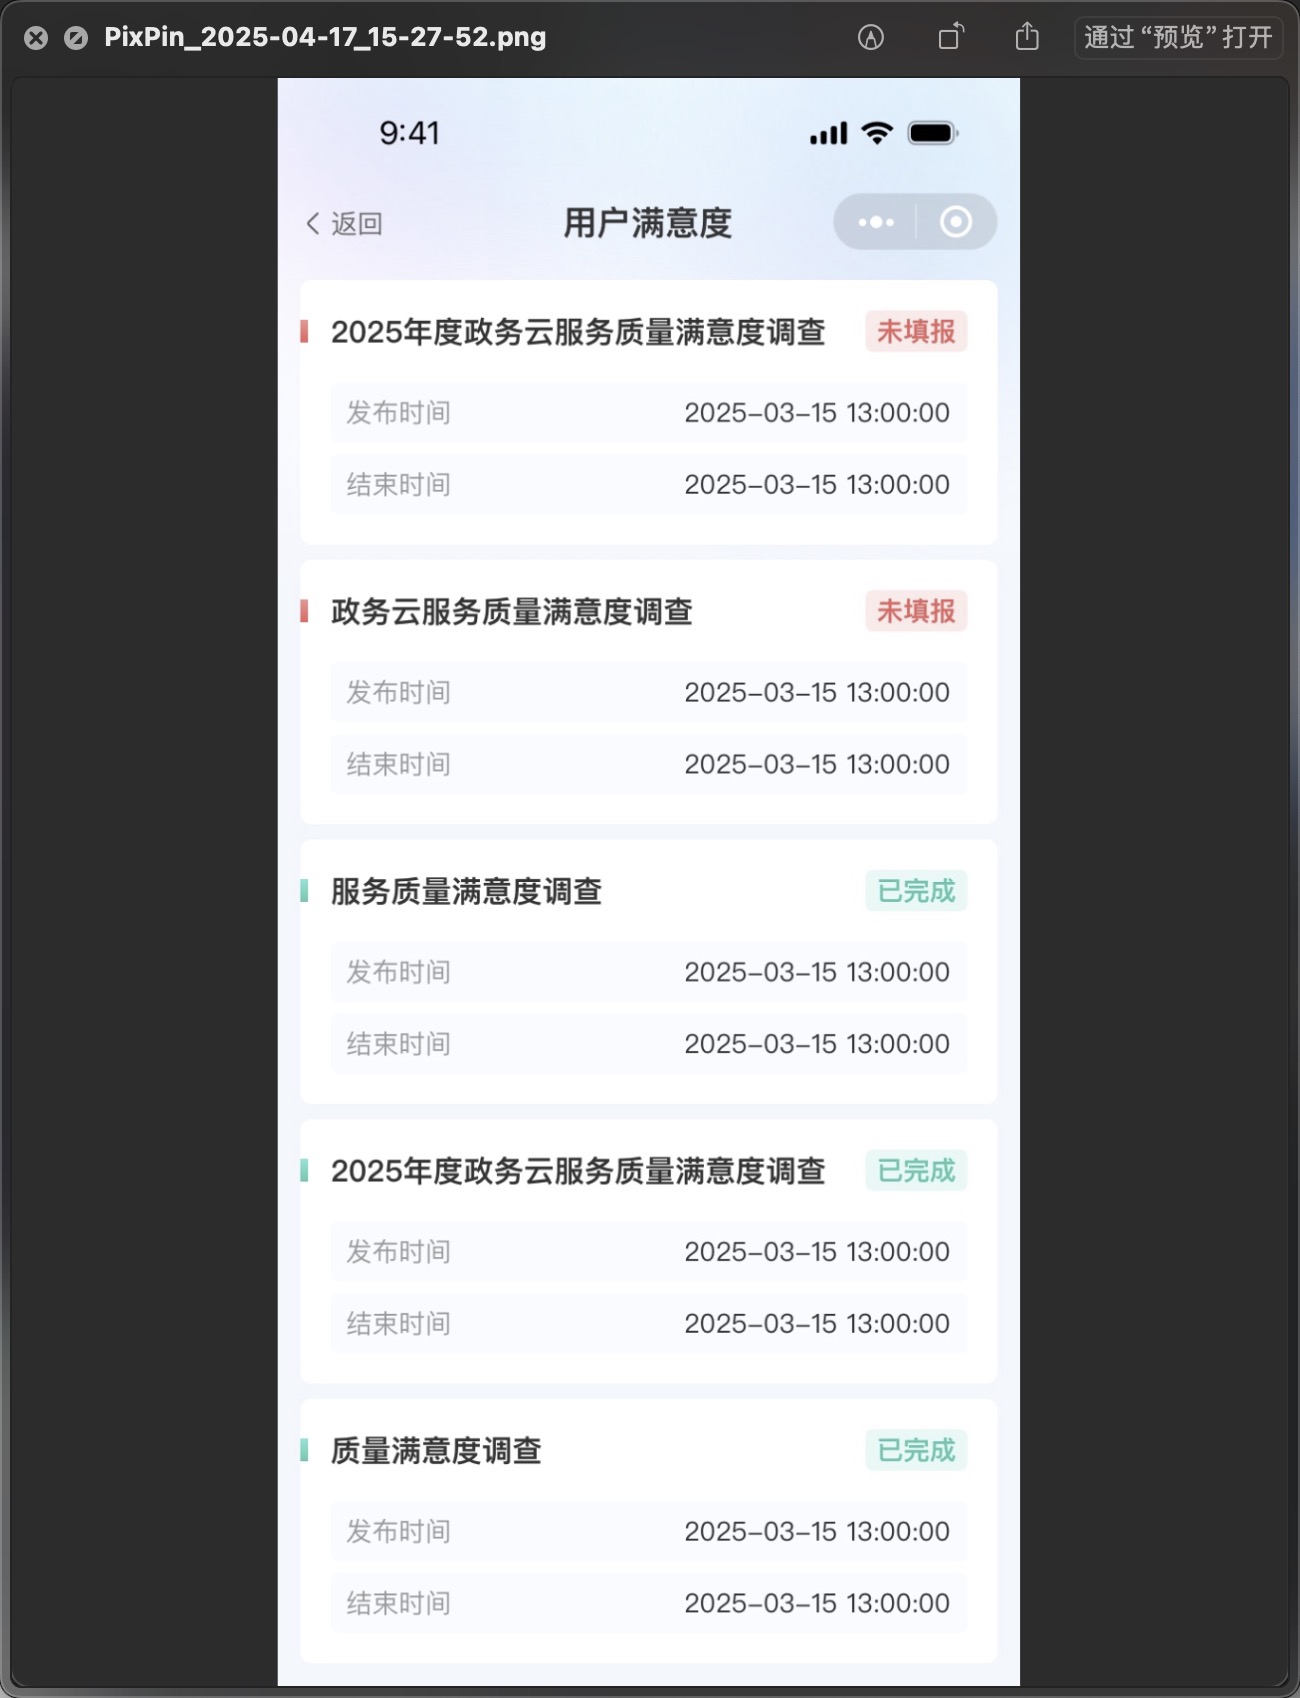 PixPin_2025-04-17_15-27-52.png
通过“预览”打开
9:41
返回
用户满意度
2025年度政务云服务质量满意度调查 未填报
发布时间 2025-03-15 13:00:00
结束时间 2025-03-15 13:00:00
政务云服务质量满意度调查 未填报
发布时间 2025-03-15 13:00:00
结束时间 2025-03-15 13:00:00
服务质量满意度调查 已完成
发布时间 2025-03-15 13:00:00
结束时间 2025-03-15 13:00:00
2025年度政务云服务质量满意度调查 已完成
发布时间 2025-03-15 13:00:00
结束时间 2025-03-15 13:00:00
质量满意度调查 已完成
发布时间 2025-03-15 13:00:00
结束时间 2025-03-15 13:00:00